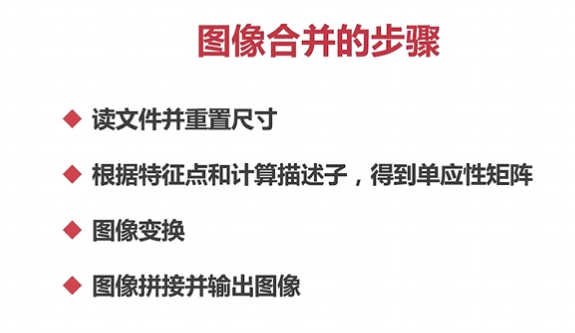 图像合并的步骤
读文件并重置尺寸
根据特征点和计算描述子，得到单应性矩阵
图像变换
图像拼接并输出图像